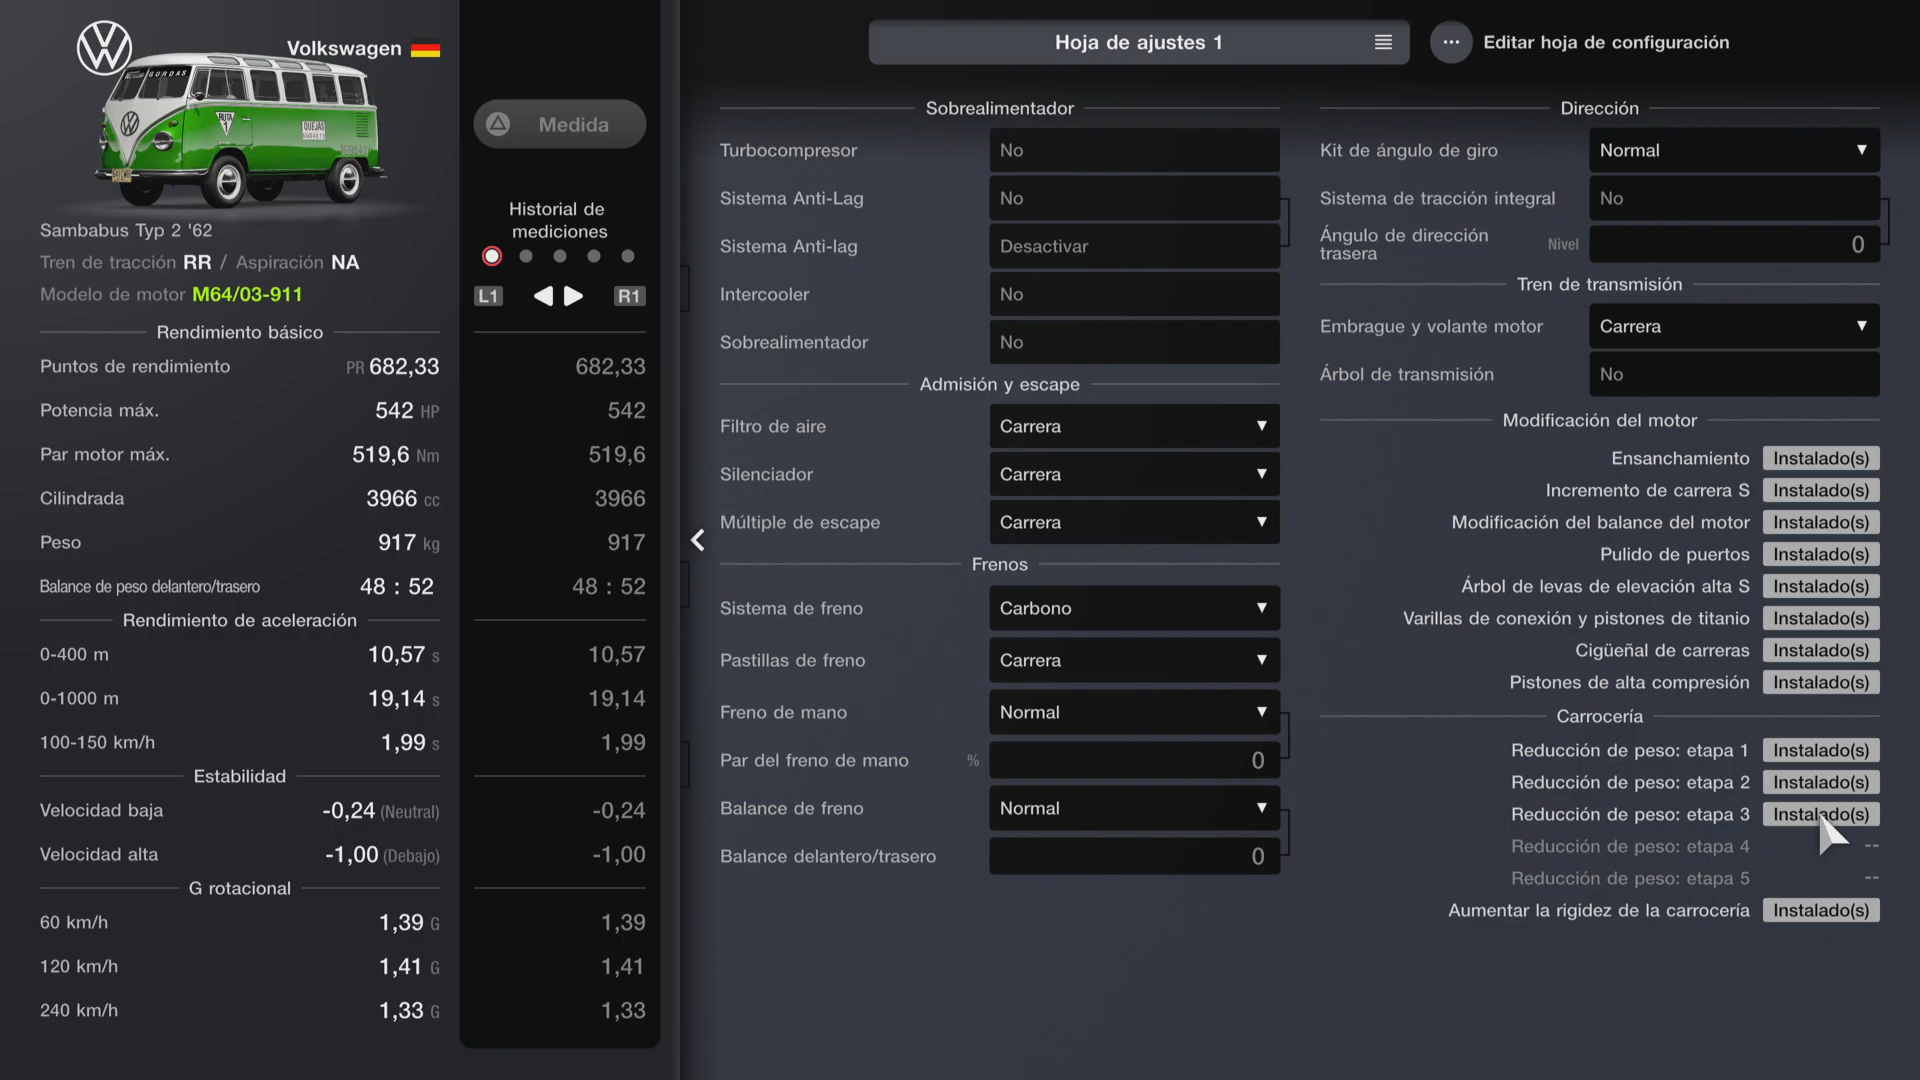 Volkswagen
GORDAS
RUTA 1
QUEJAS
Sambabus Typ 2 '62
Tren de tracción RR / Aspiración NA
Modelo de motor M64/03-911
Rendimiento básico
Puntos de rendimiento PR 682,33
Potencia máx. 542 HP
Par motor máx. 519,6 Nm
Cilindrada 3966 cc
Peso 917 kg
Balance de peso delantero/trasero 48 : 52
Rendimiento de aceleración
0-400 m 10,57 s
0-1000 m 19,14 s
100-150 km/h 1,99 s
Estabilidad
Velocidad baja -0,24 (Neutral)
Velocidad alta -1,00 (Debajo)
G rotacional
60 km/h 1,39 G
120 km/h 1,41 G
240 km/h 1,33 G
Medida
Historial de
mediciones
L1 R1
682,33
542
519,6
3966
917
48 : 52
10,57
19,14
1,99
-0,24
-1,00
1,39
1,41
1,33
Hoja de ajustes 1
Editar hoja de configuración
Sobrealimentador
Turbocompresor No
Sistema Anti-Lag No
Sistema Anti-lag Desactivar
Intercooler No
Sobrealimentador No
Admisión y escape
Filtro de aire Carrera
Silenciador Carrera
Múltiple de escape Carrera
Frenos
Sistema de freno Carbono
Pastillas de freno Carrera
Freno de mano Normal
Par del freno de mano % 0
Balance de freno Normal
Balance delantero/trasero 0
Dirección
Kit de ángulo de giro Normal
Sistema de tracción integral No
Ángulo de dirección
trasera Nivel 0
Tren de transmisión
Embrague y volante motor Carrera
Árbol de transmisión No
Modificación del motor
Ensanchamiento Instalado(s)
Incremento de carrera S Instalado(s)
Modificación del balance del motor Instalado(s)
Pulido de puertos Instalado(s)
Árbol de levas de elevación alta S Instalado(s)
Varillas de conexión y pistones de titanio Instalado(s)
Cigüeñal de carreras Instalado(s)
Pistones de alta compresión Instalado(s)
Carrocería
Reducción de peso: etapa 1 Instalado(s)
Reducción de peso: etapa 2 Instalado(s)
Reducción de peso: etapa 3 Instalado(s)
Reducción de peso: etapa 4 --
Reducción de peso: etapa 5 --
Aumentar la rigidez de la carrocería Instalado(s)